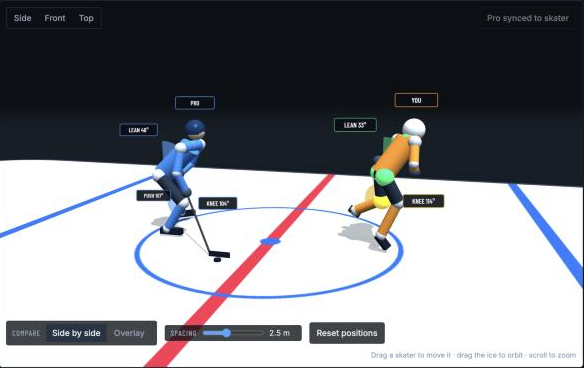 Side Front Top
Pro synced to skater
PRO
YOU
LEAN 46°
LEAN 33°
PUSH 157°
KNEE 104°
KNEE 114°
COMPARE Side by side Overlay
SPACING 2.5 m
Reset positions
Drag a skater to move it · drag the ice to orbit · scroll to zoom